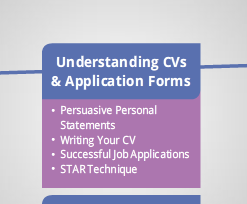 Understanding CVs
& Application Forms
• Persuasive Personal
Statements
• Writing Your CV
• Successful Job Applications
• STAR Technique